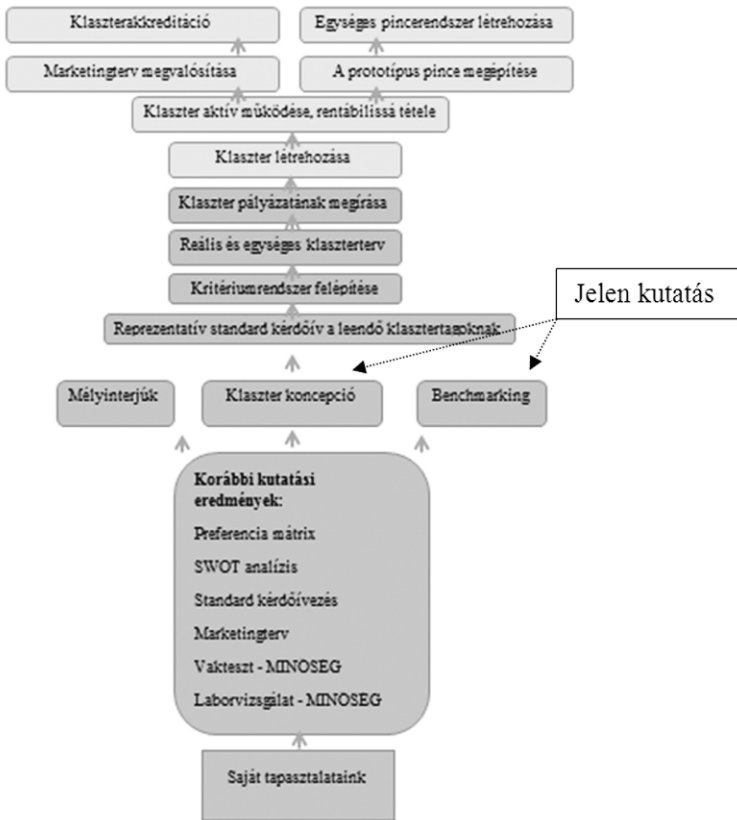 Klaszterakkreditáció
Egységes pincerendszer létrehozása
Marketingterv megvalósítása
A prototípus pince megépítése
Klaszter aktív működése, rentábilissá tétele
Klaszter létrehozása
Klaszter pályázatának megírása
Reális és egységes klaszterterv
Kritériumrendszer felépítése
Jelen kutatás
Reprezentatív standard kérdőív a leendő klasztertagoknak
Mélyinterjúk
Klaszter koncepció
Benchmarking
Korábbi kutatási
eredmények:
Preferencia mátrix
SWOT analízis
Standard kérdőívezés
Marketingterv
Vakteszt - MINOSÉG
Laborvizsgálat - MINOSÉG
Saját tapasztalataink